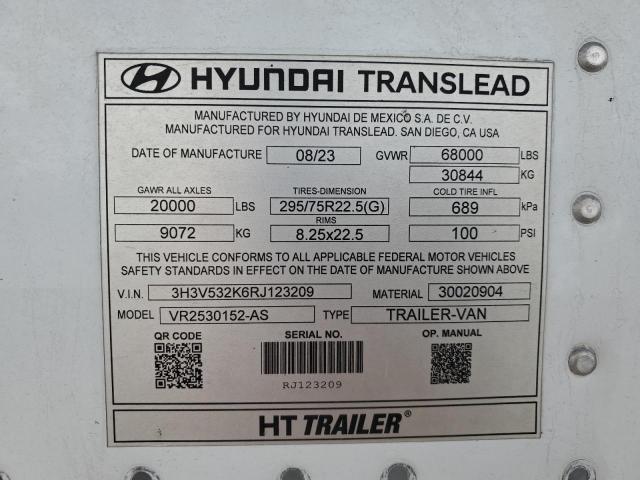 HYUNDAI TRANSLEAD
MANUFACTURED BY HYUNDAI DE MEXICO S.A. DE C.V.
MANUFACTURED FOR HYUNDAI TRANSLEAD. SAN DIEGO, CA USA
DATE OF MANUFACTURE 08/23 GVWR 68000 LBS
30844 KG
GAWR ALL AXLES TIRES-DIMENSION COLD TIRE INFL
20000 LBS 295/75R22.5(G) 689 kPa
RIMS
9072 KG 8.25x22.5 100 PSI
THIS VEHICLE CONFORMS TO ALL APPLICABLE FEDERAL MOTOR VEHICLES
SAFETY STANDARDS IN EFFECT ON THE DATE OF MANUFACTURE SHOWN ABOVE
V.I.N. 3H3V532K6RJ123209 MATERIAL 30020904
MODEL VR2530152-AS TYPE TRAILER-VAN
QR CODE SERIAL NO. OP. MANUAL
RJ123209
HT TRAILER®